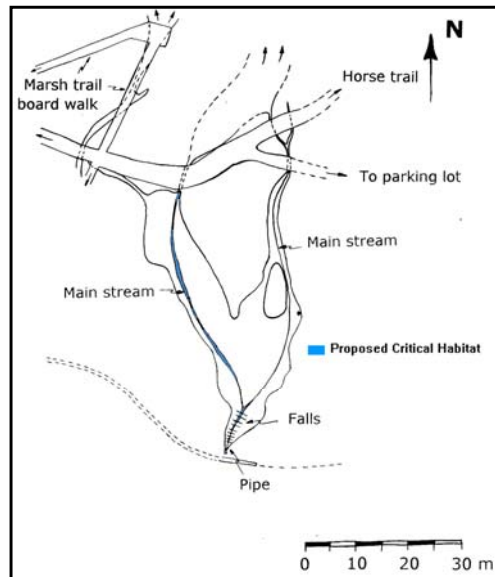 N
Marsh trail
board walk
Horse trail
To parking lot
Main stream
Main stream
Proposed Critical Habitat
Falls
Pipe
0 10 20 30 m